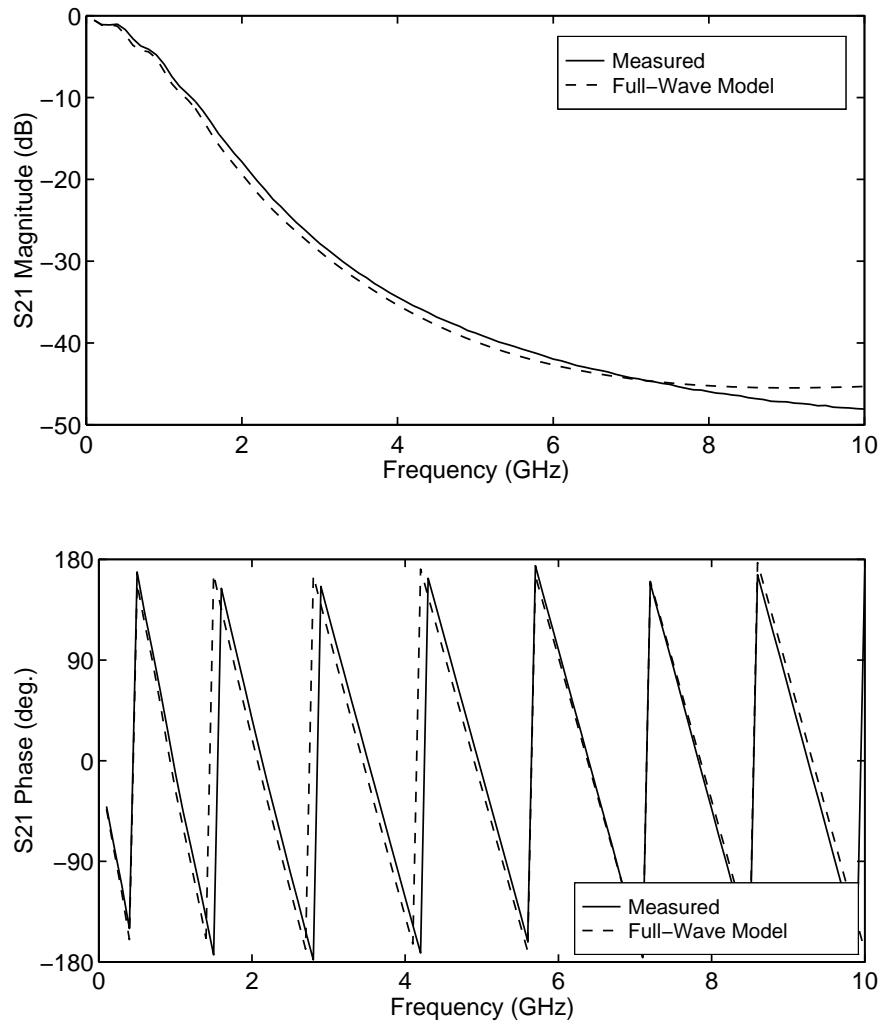 0
−10
−20
−30
−40
−50
S21 Magnitude (dB)
Measured
Full−Wave Model
0 2 4 6 8 10
Frequency (GHz)
180
90
0
−90
−180
S21 Phase (deg.)
Measured
Full−Wave Model
0 2 4 6 8 10
Frequency (GHz)